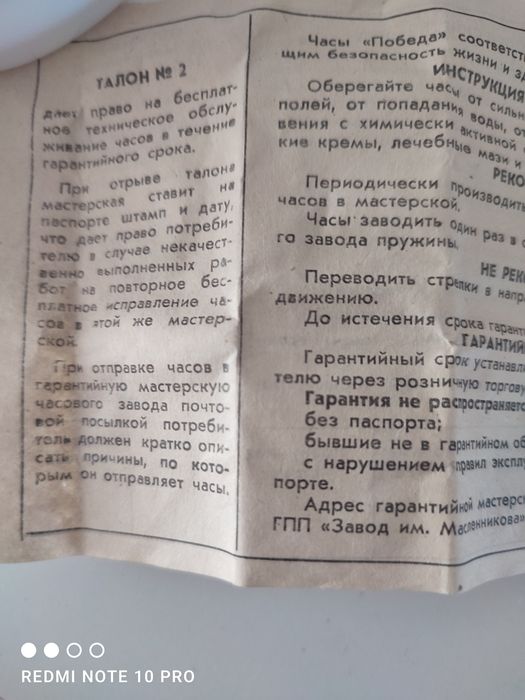 ТАЛОН № 2
дает право на бесплат-
ное техническое обслу-
живание часов в течение
гарантийного срока.
При отрыве талона
мастерская ставит на
паспорте штамп и дату,
что дает право потреби-
телю в случае некачест-
венно выполненных ра-
бот на повторное бес-
платное исправление ча-
сов в этой же мастер-
ской.
При отправке часов в
гарантийную мастерскую
часового завода почто-
вой посылкой потреби-
тель должен кратко опи-
сать причины, по кото-
рым он отправляет часы.
Часы «Победа» соответст
щим безопасность жизни и зд
ИНСТРУКЦИЯ
Оберегайте часы от сильн
полей, от попадания воды, от
вения с химически активной
кие кремы, лечебные мази и
РЕКО
Периодически производить
часов в мастерской.
Часы заводить один раз в с
го завода пружины.
НЕ РЕК
Переводить стрелки в напр
движению.
До истечения срока гарант
ГАРАНТИЙ
Гарантийный срок устанавл
телю через розничную торгову
Гарантия не распространяетс
без паспорта;
бывшие не в гарантийном об
с нарушением правил эксплу
порте.
Адрес гарантийной мастерс
ГПП «Завод им. Масленникова»
REDMI NOTE 10 PRO